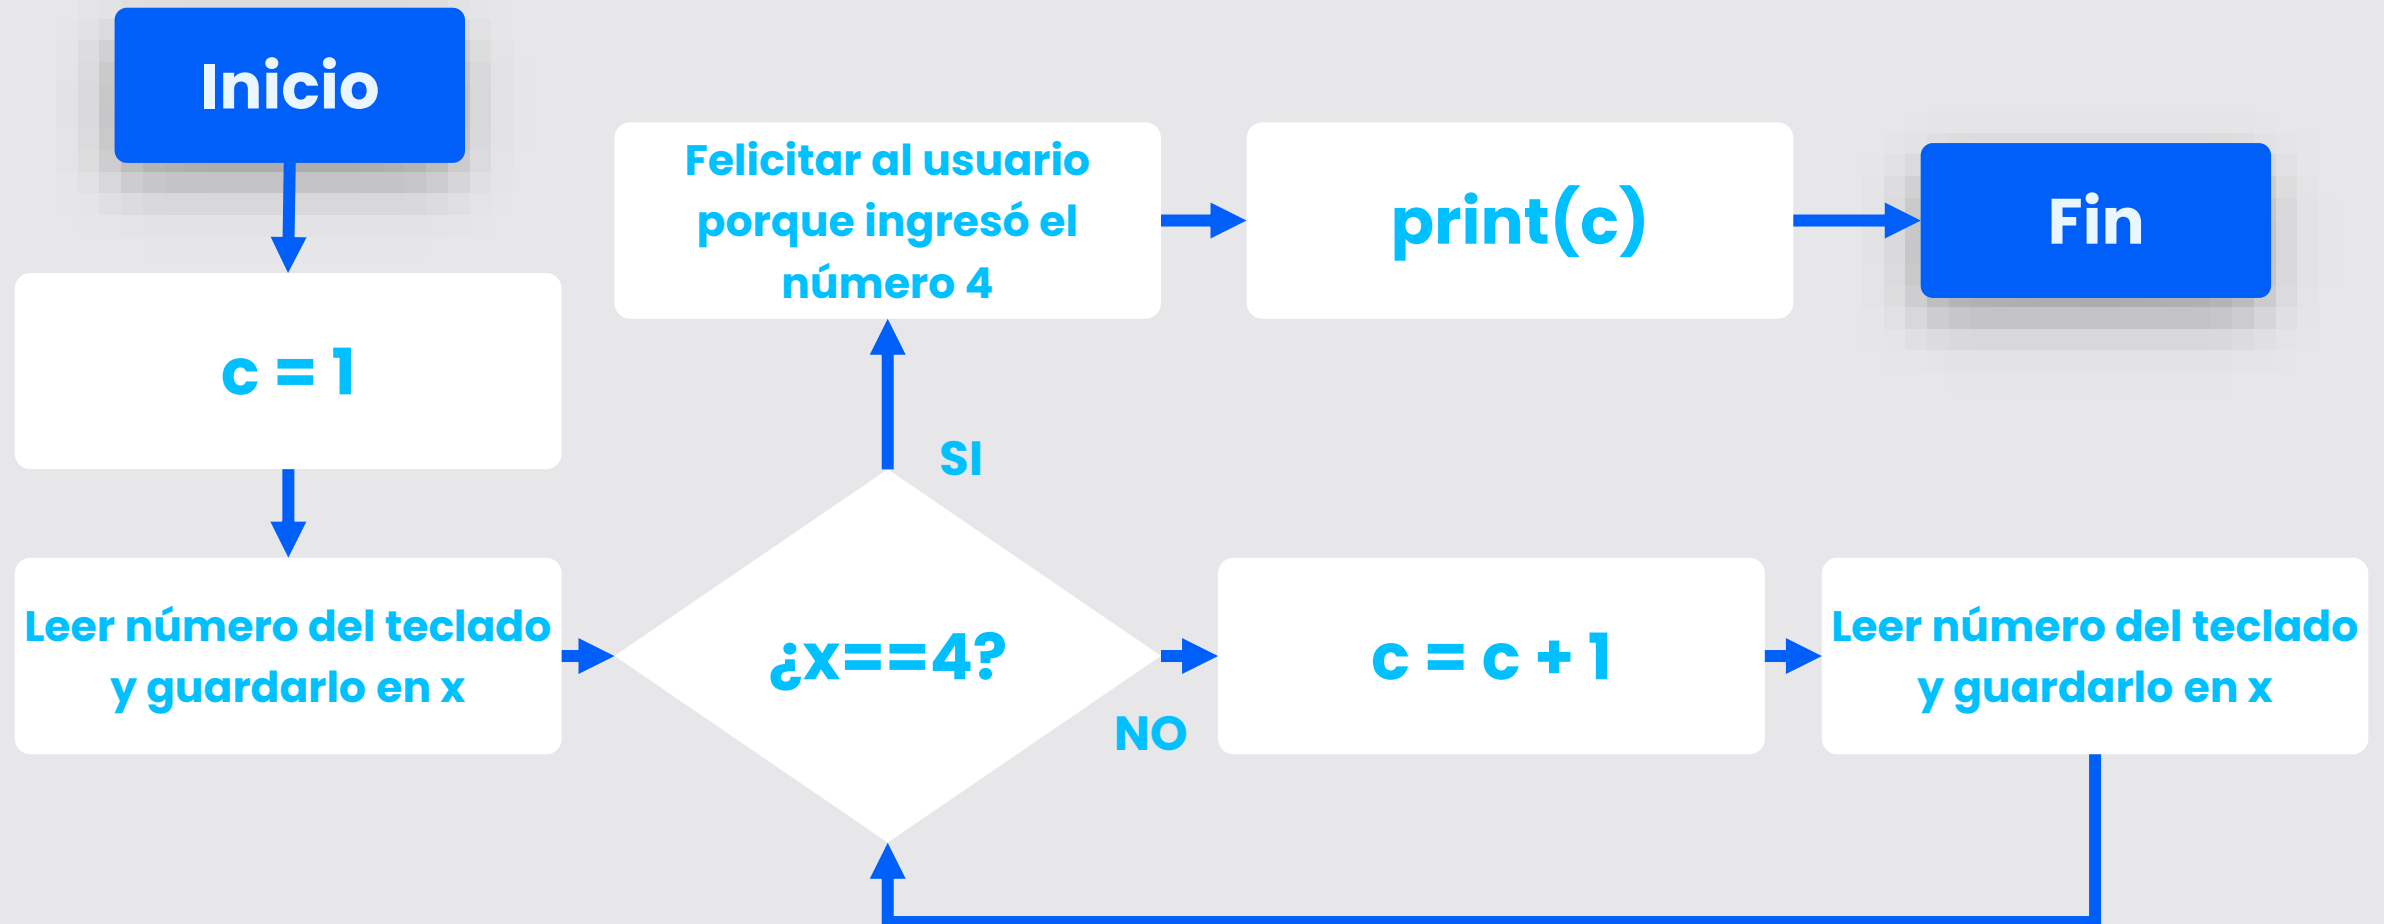 Inicio
c = 1
Leer número del teclado
y guardarlo en x
¿x==4?
SI
Felicitar al usuario
porque ingresó el
número 4
print(c)
Fin
NO
c = c + 1
Leer número del teclado
y guardarlo en x